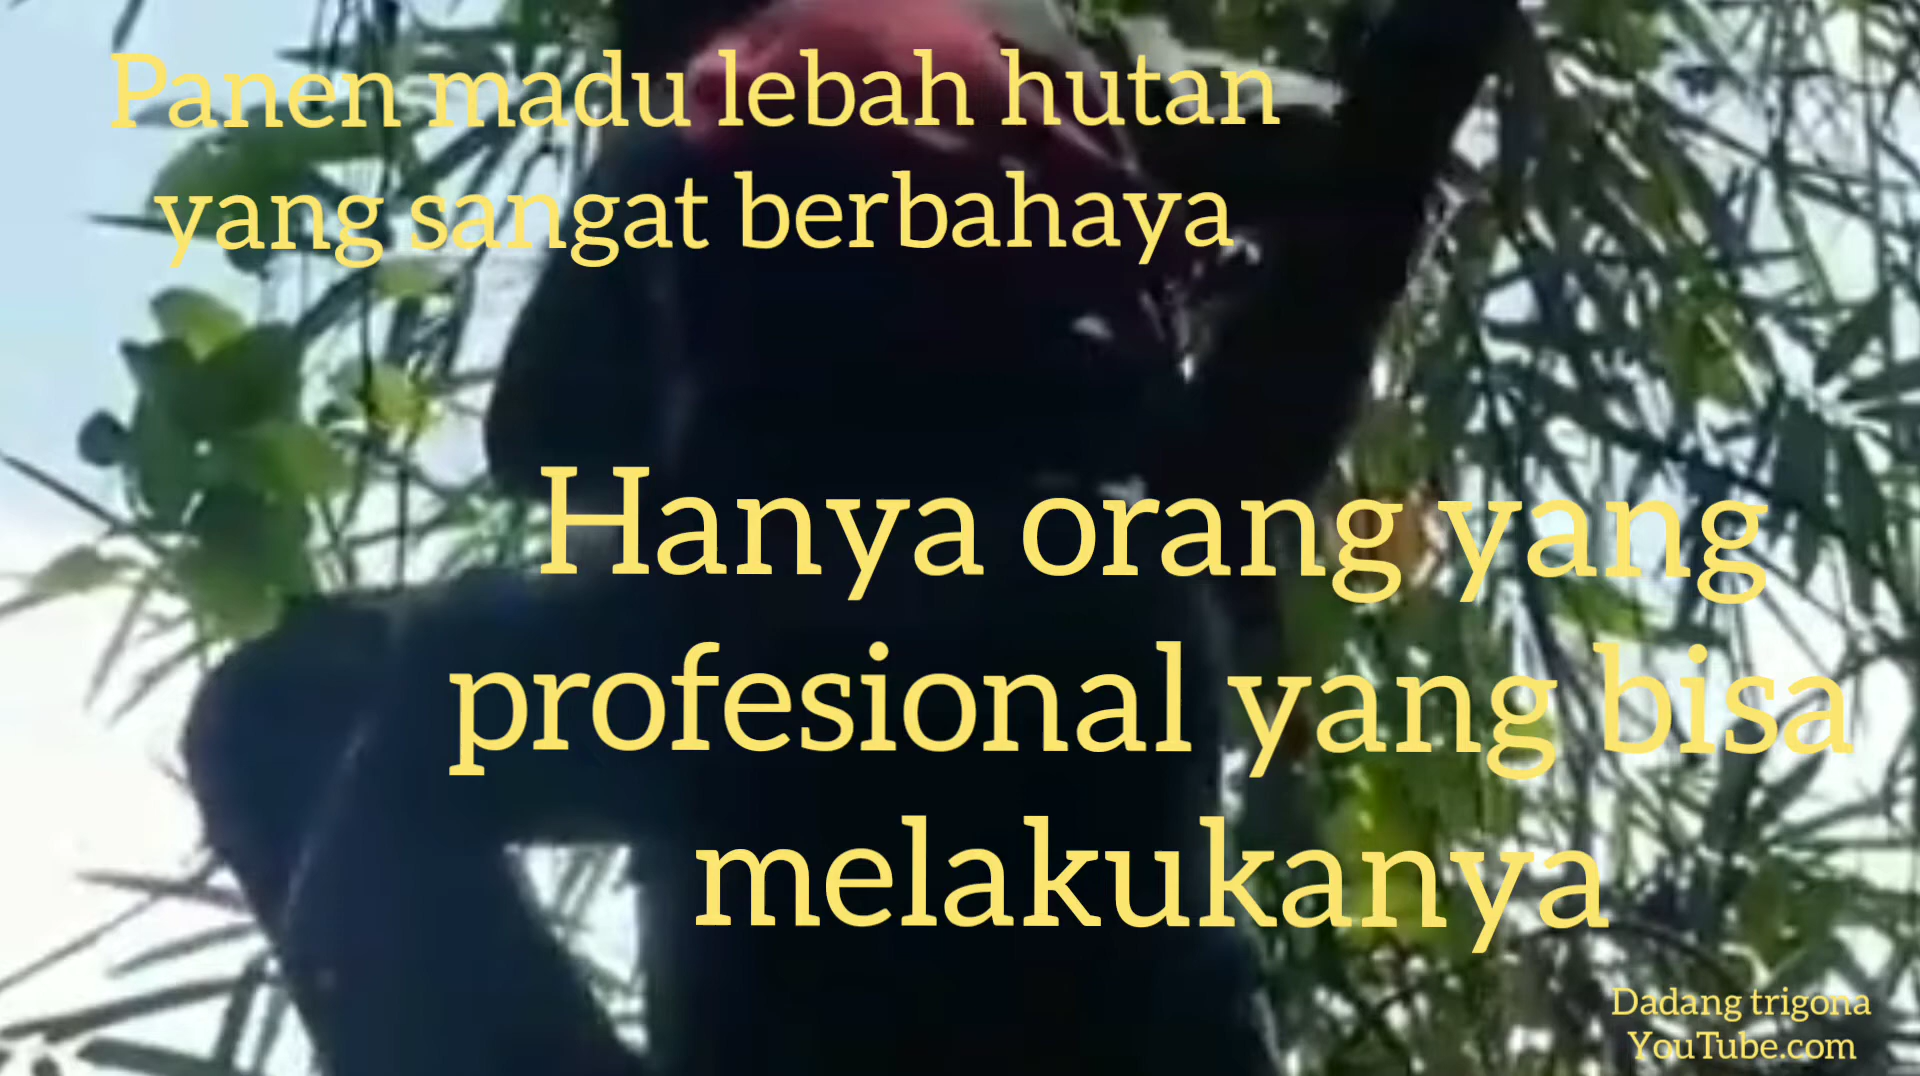 Panen madu lebah hutan
yang sangat berbahaya
Hanya orang yang
profesional yang bisa
melakukanya
Dadang trigona
YouTube.com